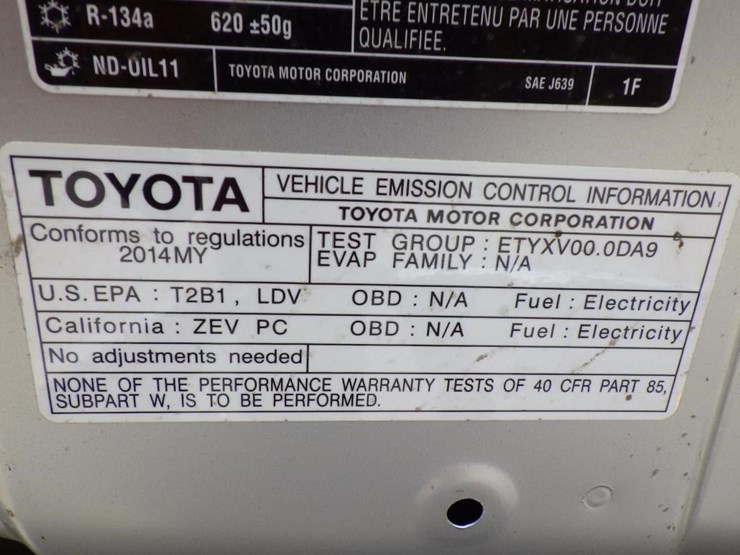 R-134a 620 ±50g
ÊTRE ENTRETENU PAR UNE PERSONNE
QUALIFIEE.
ND-OIL11 TOYOTA MOTOR CORPORATION SAE J639 1F
TOYOTA VEHICLE EMISSION CONTROL INFORMATION
TOYOTA MOTOR CORPORATION
Conforms to regulations
2014MY
TEST GROUP : ETYXV00.0DA9
EVAP FAMILY : N/A
U.S. EPA : T2B1, LDV OBD : N/A Fuel : Electricity
California : ZEV PC OBD : N/A Fuel : Electricity
No adjustments needed
NONE OF THE PERFORMANCE WARRANTY TESTS OF 40 CFR PART 85,
SUBPART W, IS TO BE PERFORMED.